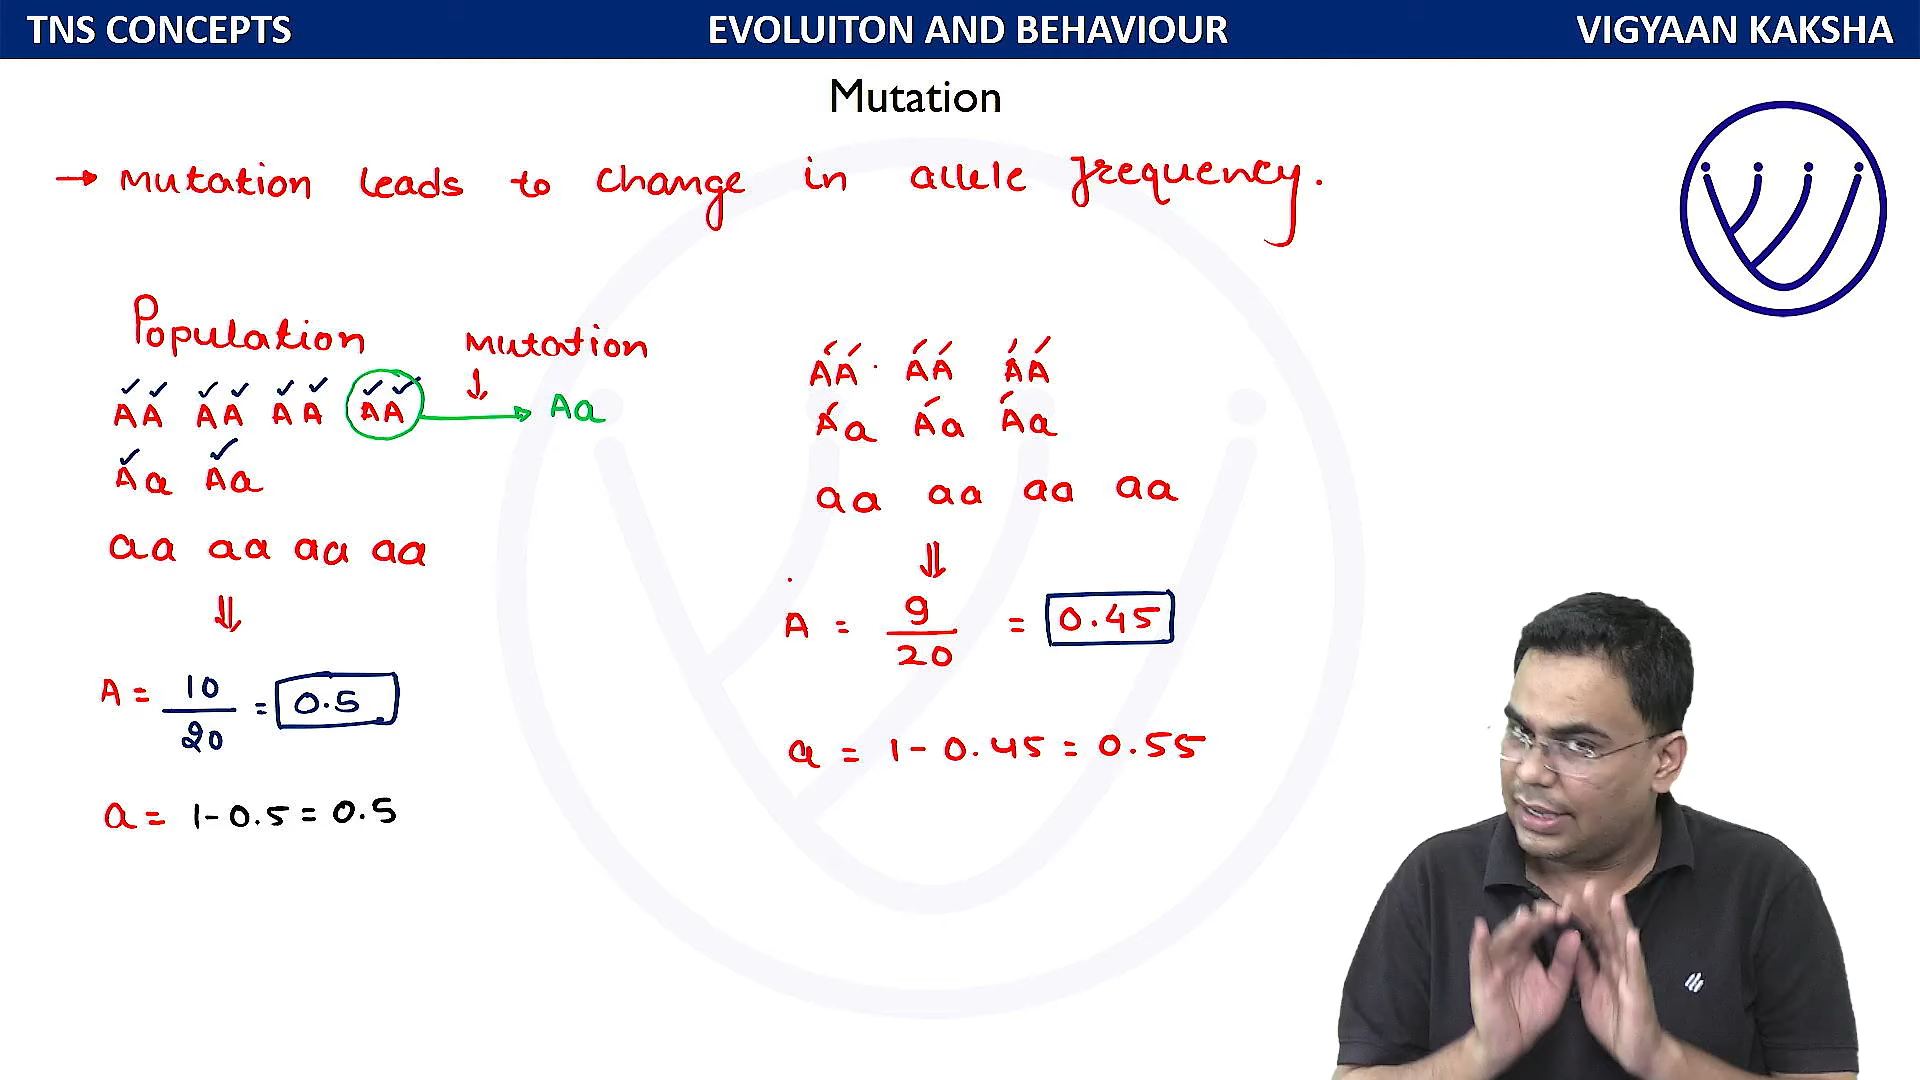 TNS CONCEPTS
EVOLUITON AND BEHAVIOUR
VIGYAAN KAKSHA
Mutation
→ Mutation leads to change in allele frequency.
Population
Mutation
AA AA AA AA → Aa
Aa Aa
aa aa aa aa
⇓
A = 10/20 = 0.5
a = 1-0.5 = 0.5
AA AA AA
Aa Aa Aa
aa aa aa aa
⇓
A = 9/20 = 0.45
a = 1-0.45 = 0.55